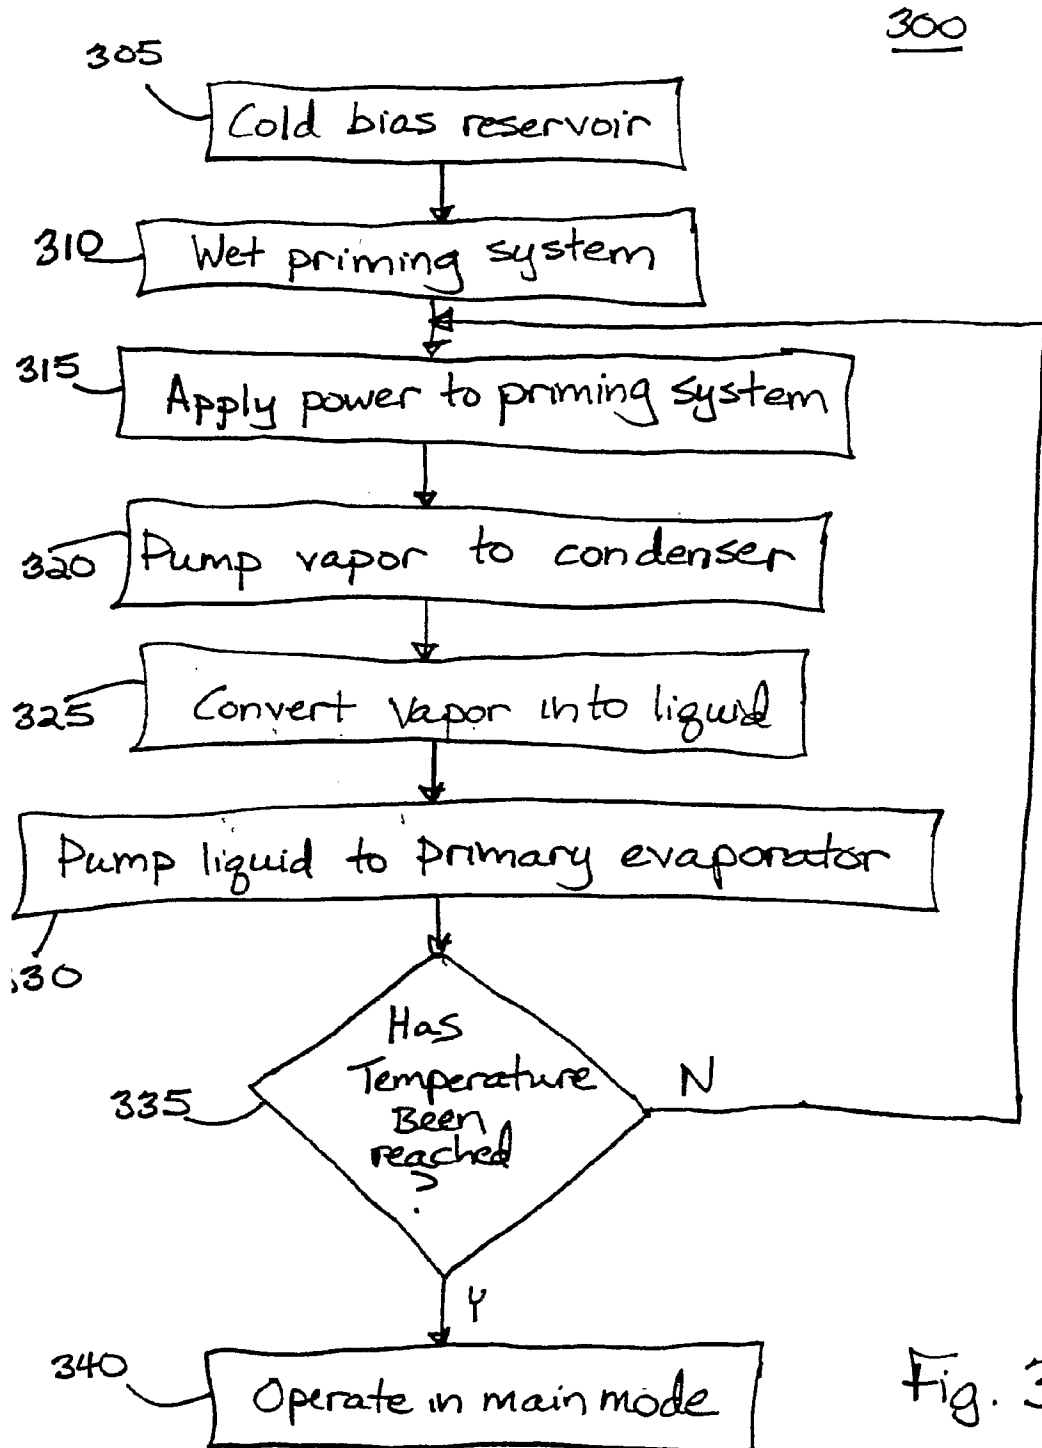 300
305
Cold bias reservoir
310
Wet priming system
315
Apply power to priming system
320
Pump vapor to condenser
325
Convert vapor into liquid
Pump liquid to primary evaporator
330
Has
Temperature
Been
reached
?
335
N
Y
340
Operate in main mode
Fig. 3